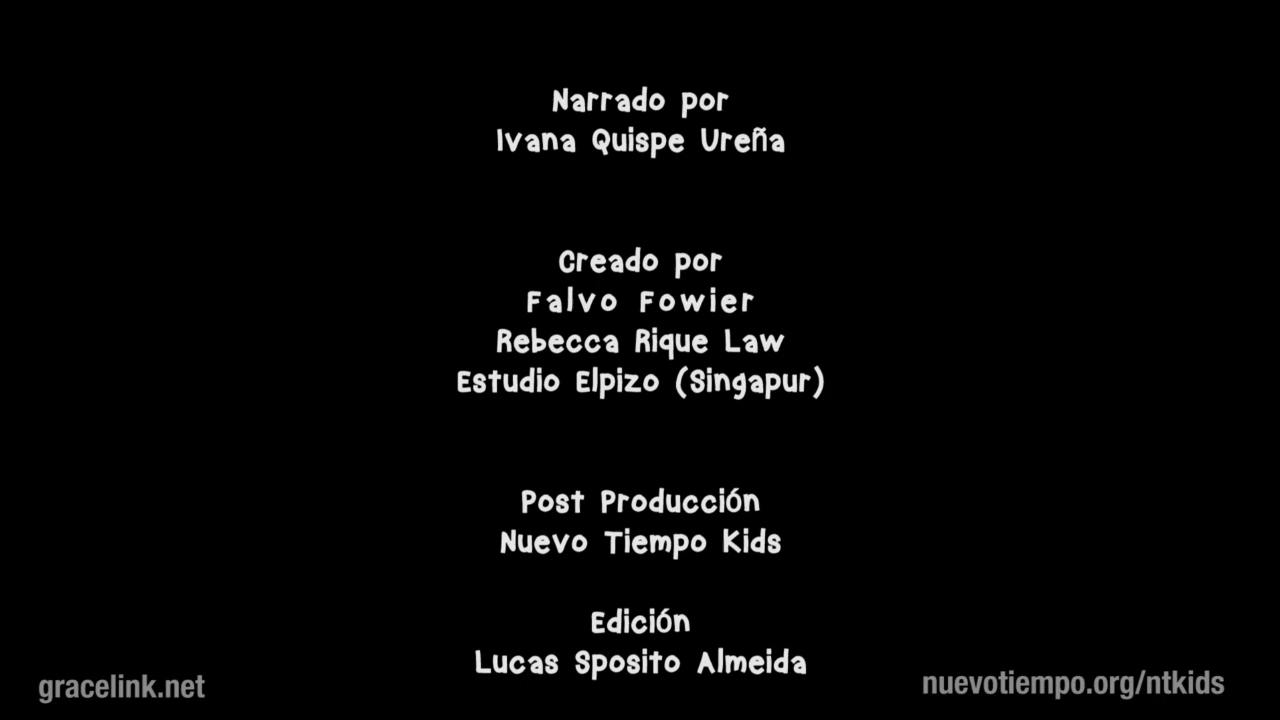 Narrado por
Ivana Quispe Ureña
Creado por
Falvo Fowier
Rebecca Rique Law
Estudio Elpizo (Singapur)
Post Producción
Nuevo Tiempo Kids
Edición
Lucas Sposito Almeida
gracelink.net
nuevotiempo.org/ntkids